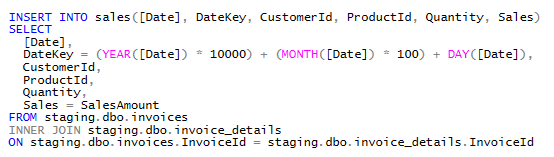 INSERT INTO sales([Date], DateKey, CustomerId, ProductId, Quantity, Sales)
SELECT
[Date],
DateKey = (YEAR([Date]) * 10000) + (MONTH([Date]) * 100) + DAY([Date]),
CustomerId,
ProductId,
Quantity,
Sales = SalesAmount
FROM staging.dbo.invoices
INNER JOIN staging.dbo.invoice_details
ON staging.dbo.invoices.InvoiceId = staging.dbo.invoice_details.InvoiceId